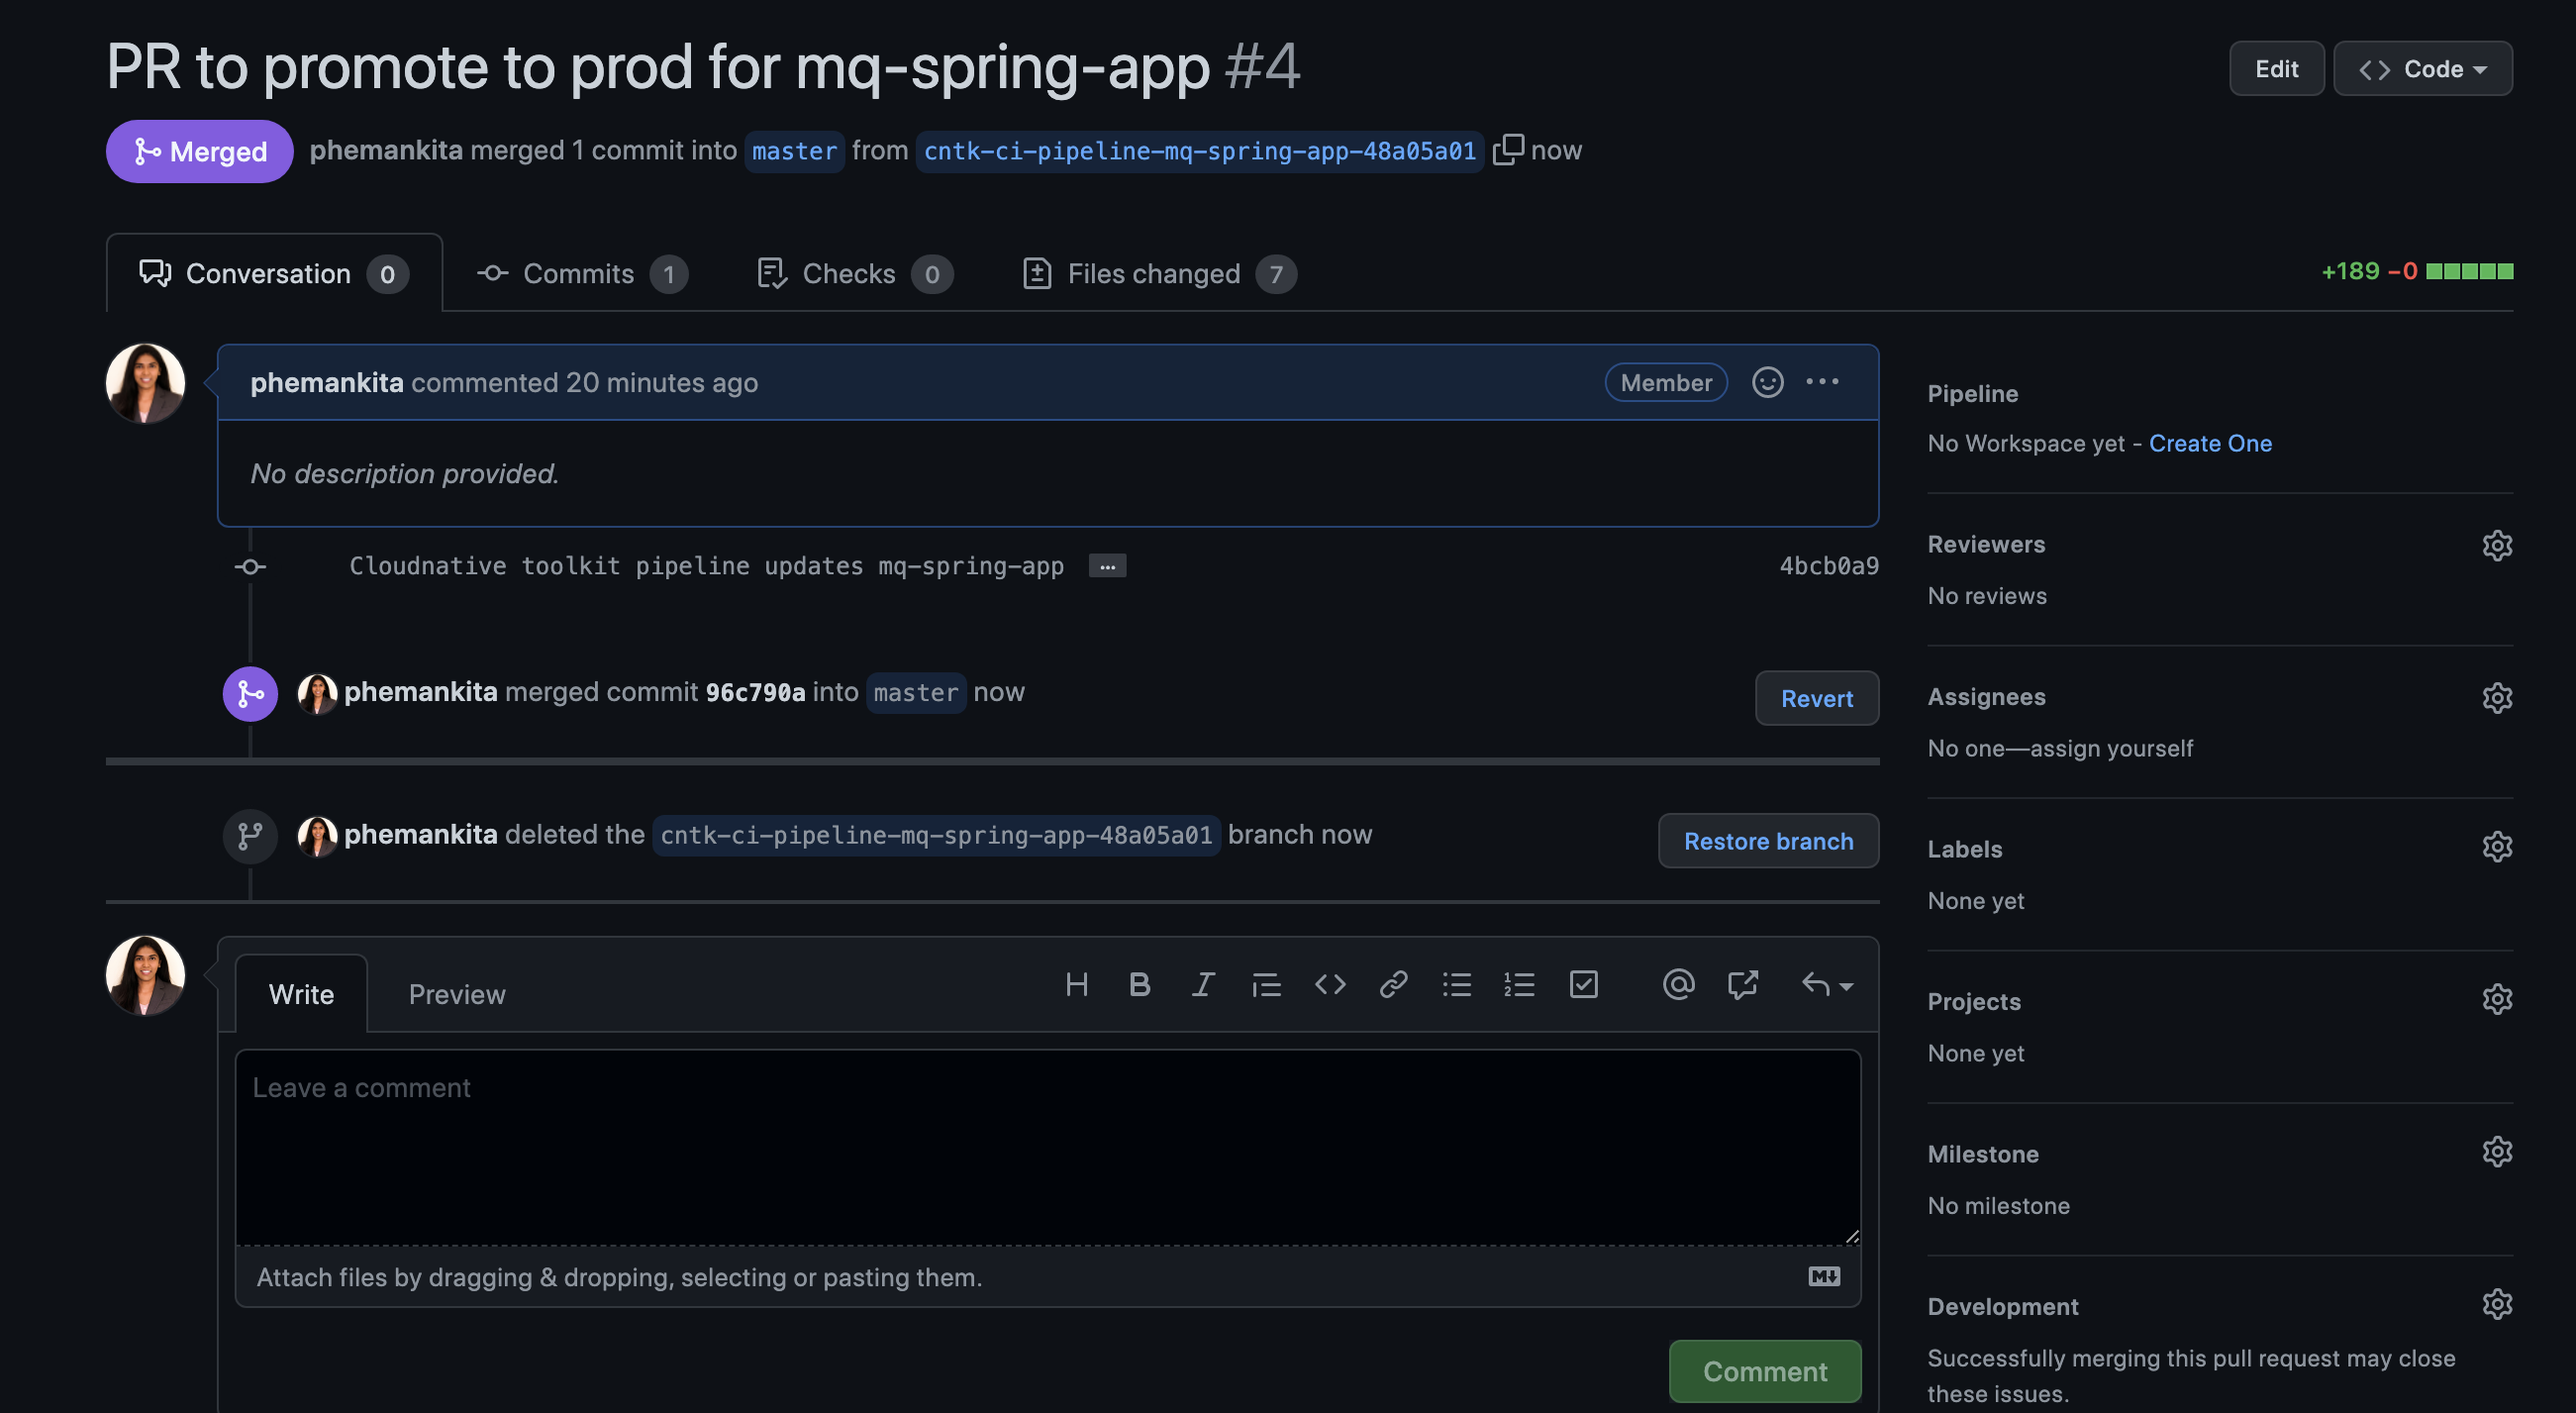 PR to promote to prod for mq-spring-app #4
Edit
Code
Merged
phemankita merged 1 commit into master from cntk-ci-pipeline-mq-spring-app-48a05a01 now
Conversation 0
Commits 1
Checks 0
Files changed 7
+189 −0
phemankita commented 20 minutes ago
Member
No description provided.
Cloudnative toolkit pipeline updates mq-spring-app ...
4bcb0a9
phemankita merged commit 96c790a into master now
Revert
phemankita deleted the cntk-ci-pipeline-mq-spring-app-48a05a01 branch now
Restore branch
Write
Preview
Leave a comment
Attach files by dragging & dropping, selecting or pasting them.
Comment
Pipeline
No Workspace yet - Create One
Reviewers
No reviews
Assignees
No one—assign yourself
Labels
None yet
Projects
None yet
Milestone
No milestone
Development
Successfully merging this pull request may close
these issues.